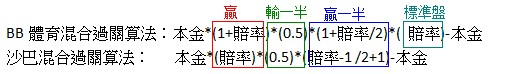 贏 輸一半 贏一半 標準盤
BB 體育混合過關算法：本金*(1+賠率)*(0.5)*(1+賠率/2)*( 賠率)-本金
沙巴混合過關算法：本金*(賠率)*(0.5)*(賠率-1 /2+1)-本金